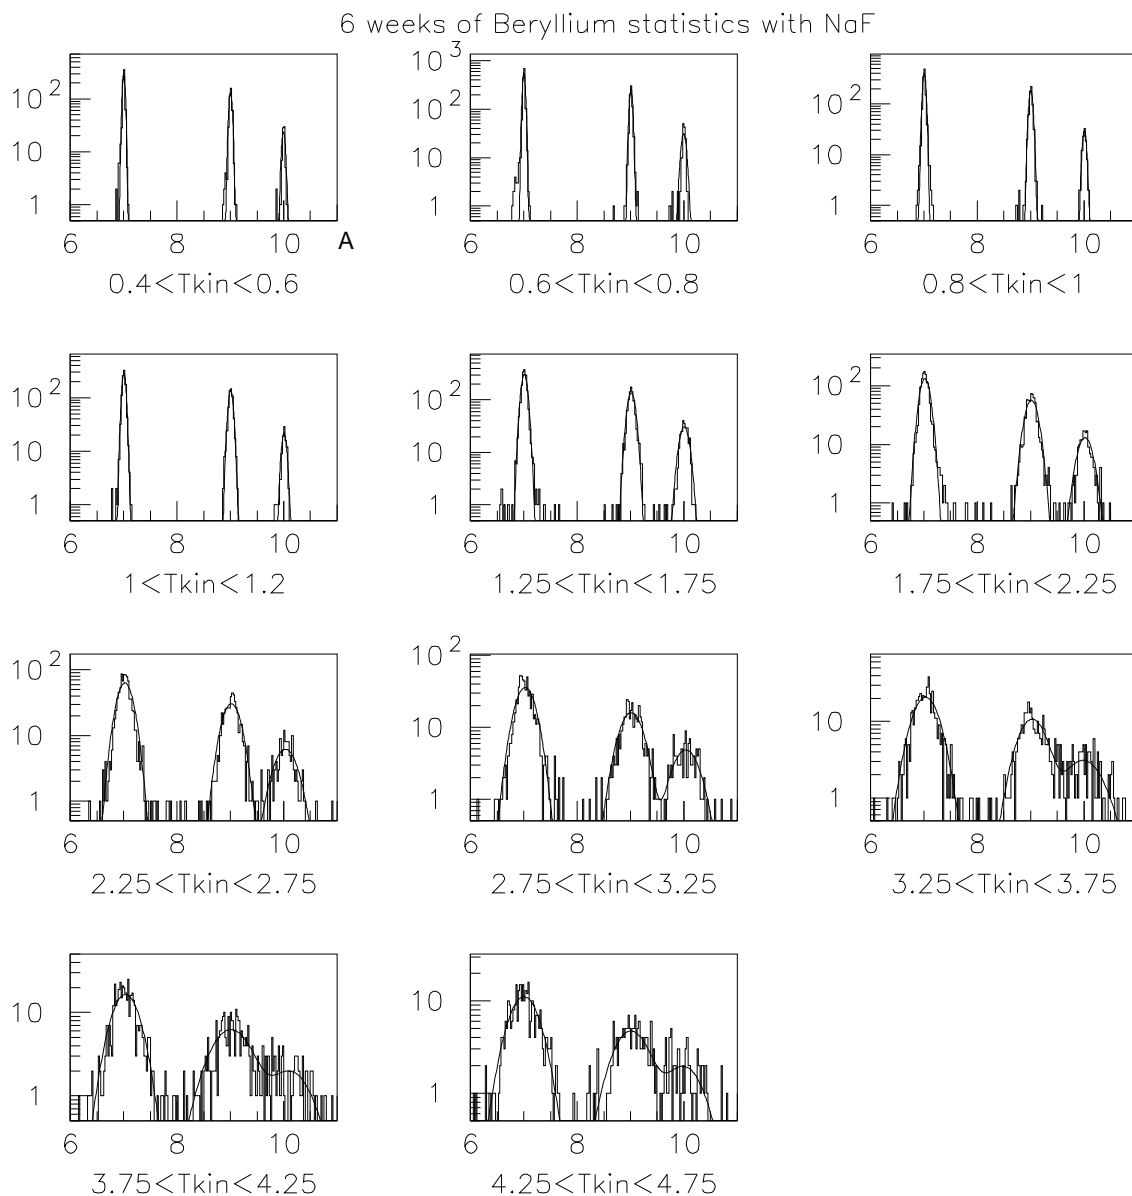 6 weeks of Beryllium statistics with NaF
10²
10
1
6 8 10 A
0.4<Tkin<0.6
10³
10²
10
1
6 8 10
0.6<Tkin<0.8
10²
10
1
6 8 10
0.8<Tkin<1
10²
10
1
6 8 10
1<Tkin<1.2
10²
10
1
6 8 10
1.25<Tkin<1.75
10²
10
1
6 8 10
1.75<Tkin<2.25
10²
10
1
6 8 10
2.25<Tkin<2.75
10²
10
1
6 8 10
2.75<Tkin<3.25
10
1
6 8 10
3.25<Tkin<3.75
10
1
6 8 10
3.75<Tkin<4.25
10
1
6 8 10
4.25<Tkin<4.75